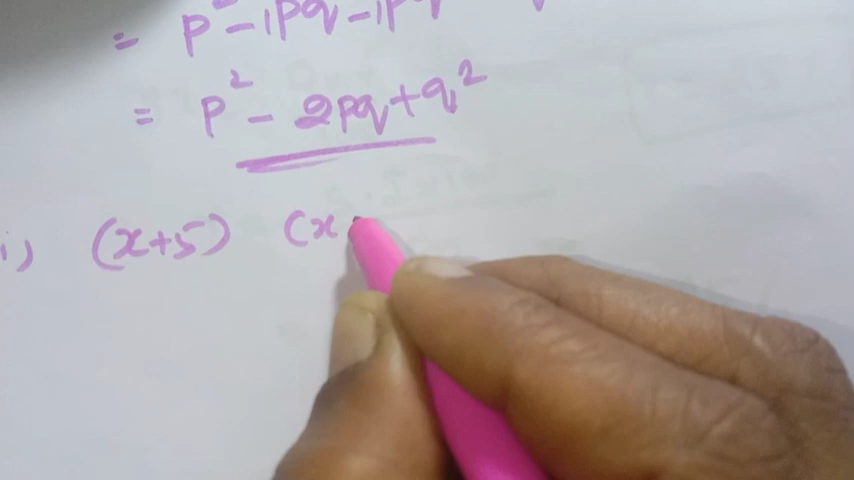 = p² - 1pq - 1pq
= p² - 2pq + q²
i) (x+5) (x